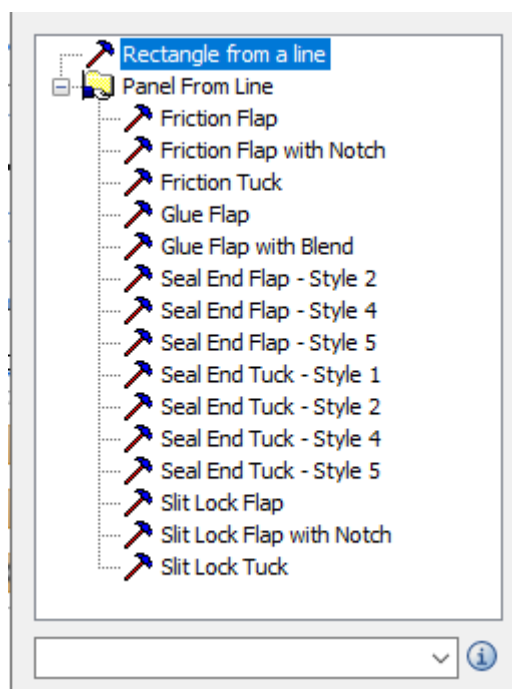 Rectangle from a line
Panel From Line
Friction Flap
Friction Flap with Notch
Friction Tuck
Glue Flap
Glue Flap with Blend
Seal End Flap - Style 2
Seal End Flap - Style 4
Seal End Flap - Style 5
Seal End Tuck - Style 1
Seal End Tuck - Style 2
Seal End Tuck - Style 4
Seal End Tuck - Style 5
Slit Lock Flap
Slit Lock Flap with Notch
Slit Lock Tuck